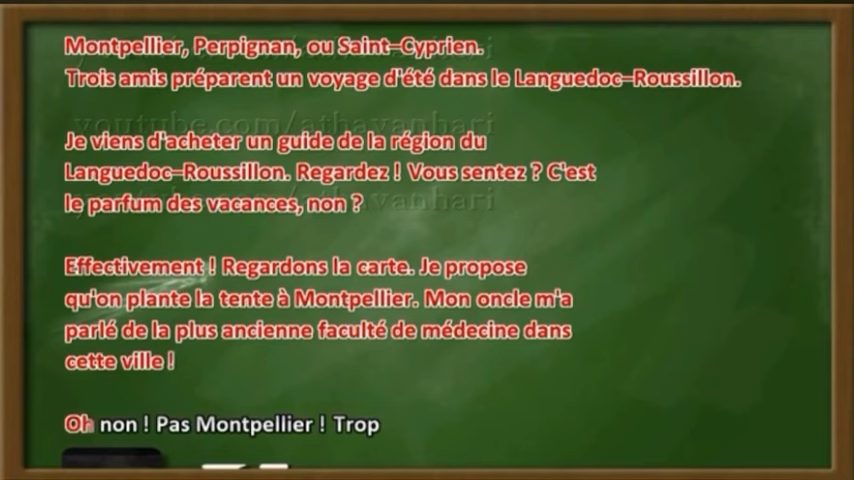 Montpellier, Perpignan, ou Saint–Cyprien.
Trois amis préparent un voyage d'été dans le Languedoc–Roussillon.
youtube.com/athavanhari
Je viens d'acheter un guide de la région du
Languedoc–Roussillon. Regardez ! Vous sentez ? C'est
le parfum des vacances, non ?
Effectivement ! Regardons la carte. Je propose
qu'on plante la tente à Montpellier. Mon oncle m'a
parlé de la plus ancienne faculté de médecine dans
cette ville !
Oh non ! Pas Montpellier ! Trop